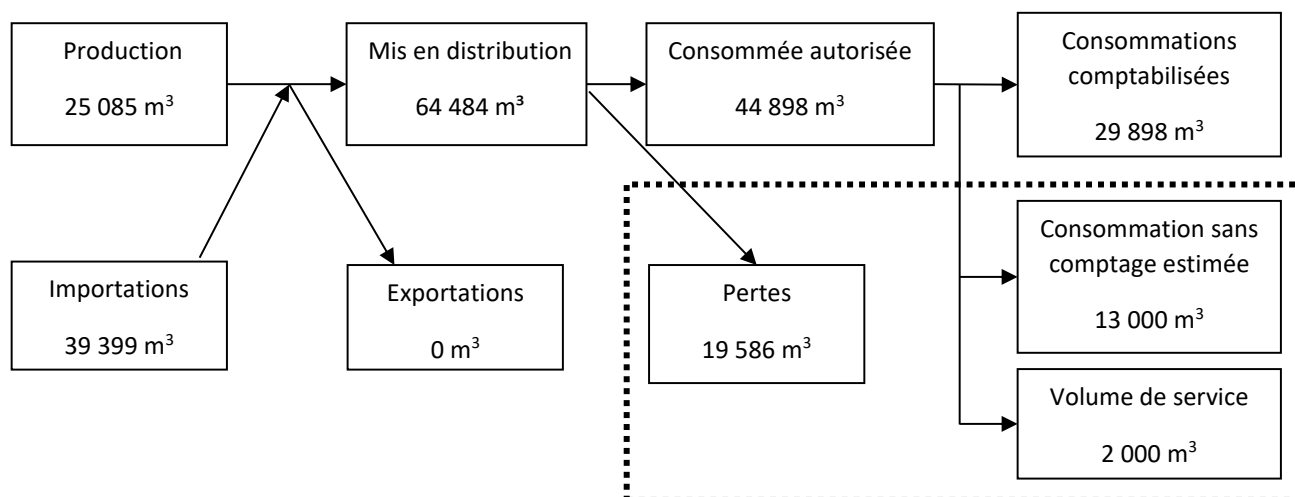 Production
25 085 m³
Mis en distribution
64 484 m³
Consommée autorisée
44 898 m³
Consommations
comptabilisées
29 898 m³
Importations
39 399 m³
Exportations
0 m³
Pertes
19 586 m³
Consommation sans
comptage estimée
13 000 m³
Volume de service
2 000 m³